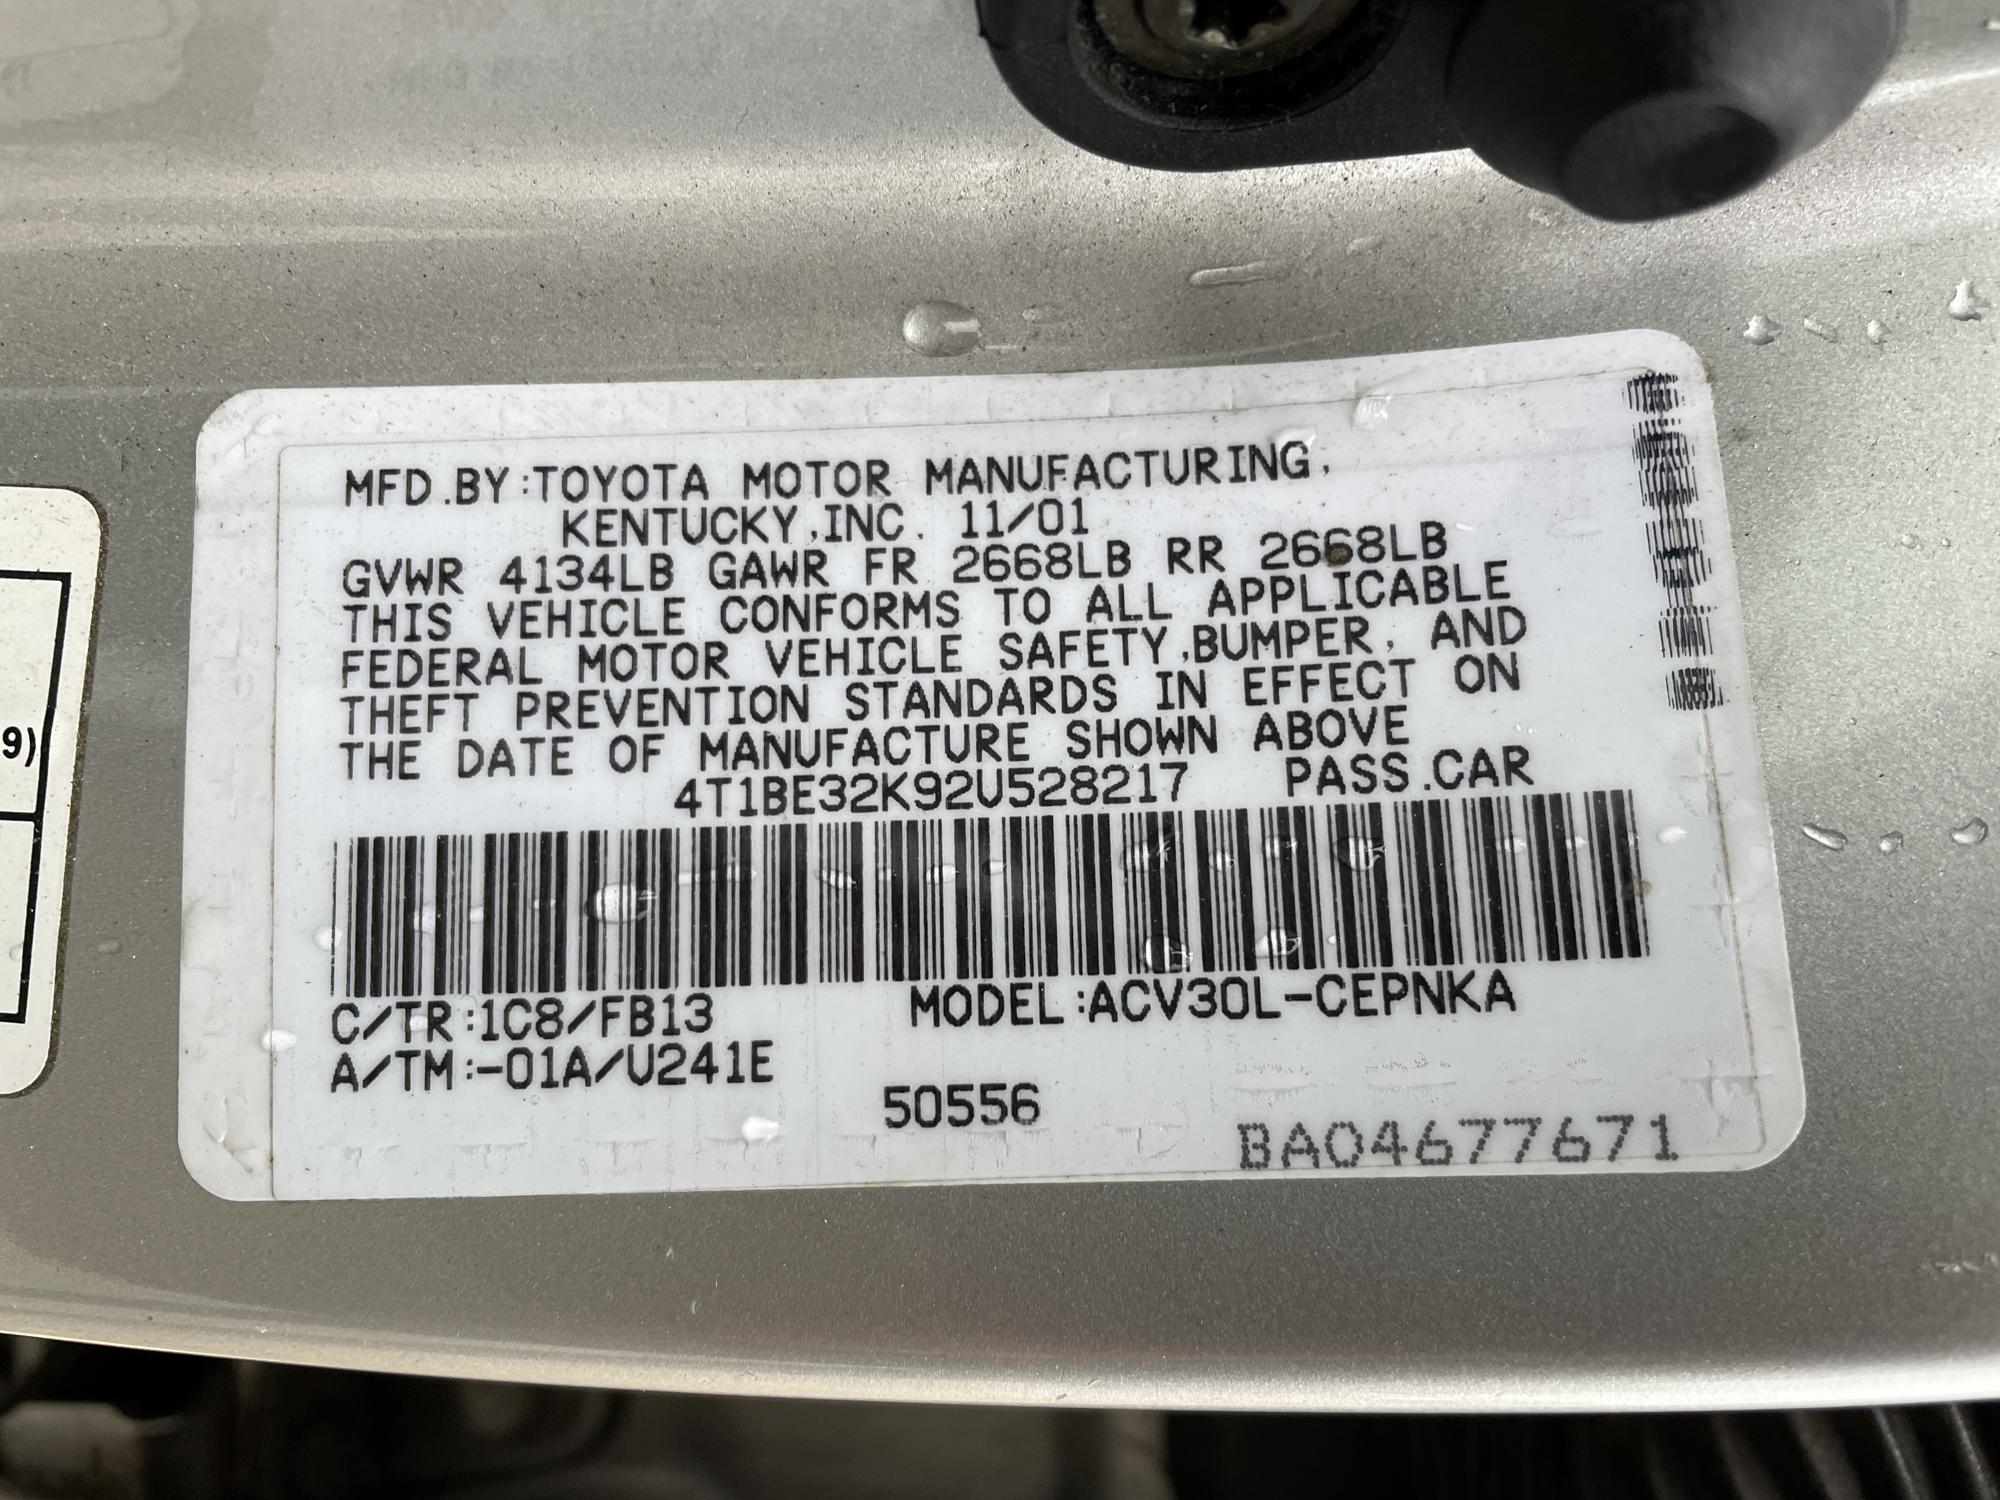 MFD.BY:TOYOTA MOTOR MANUFACTURING,
KENTUCKY,INC. 11/01
GVWR 4134LB GAWR FR 2668LB RR 2668LB
THIS VEHICLE CONFORMS TO ALL APPLICABLE
FEDERAL MOTOR VEHICLE SAFETY,BUMPER, AND
THEFT PREVENTION STANDARDS IN EFFECT ON
THE DATE OF MANUFACTURE SHOWN ABOVE
4T1BE32K92U528217 PASS.CAR
C/TR:1C8/FB13 MODEL:ACV30L-CEPNKA
A/TM:-01A/U241E
50556
BA04677671
9)